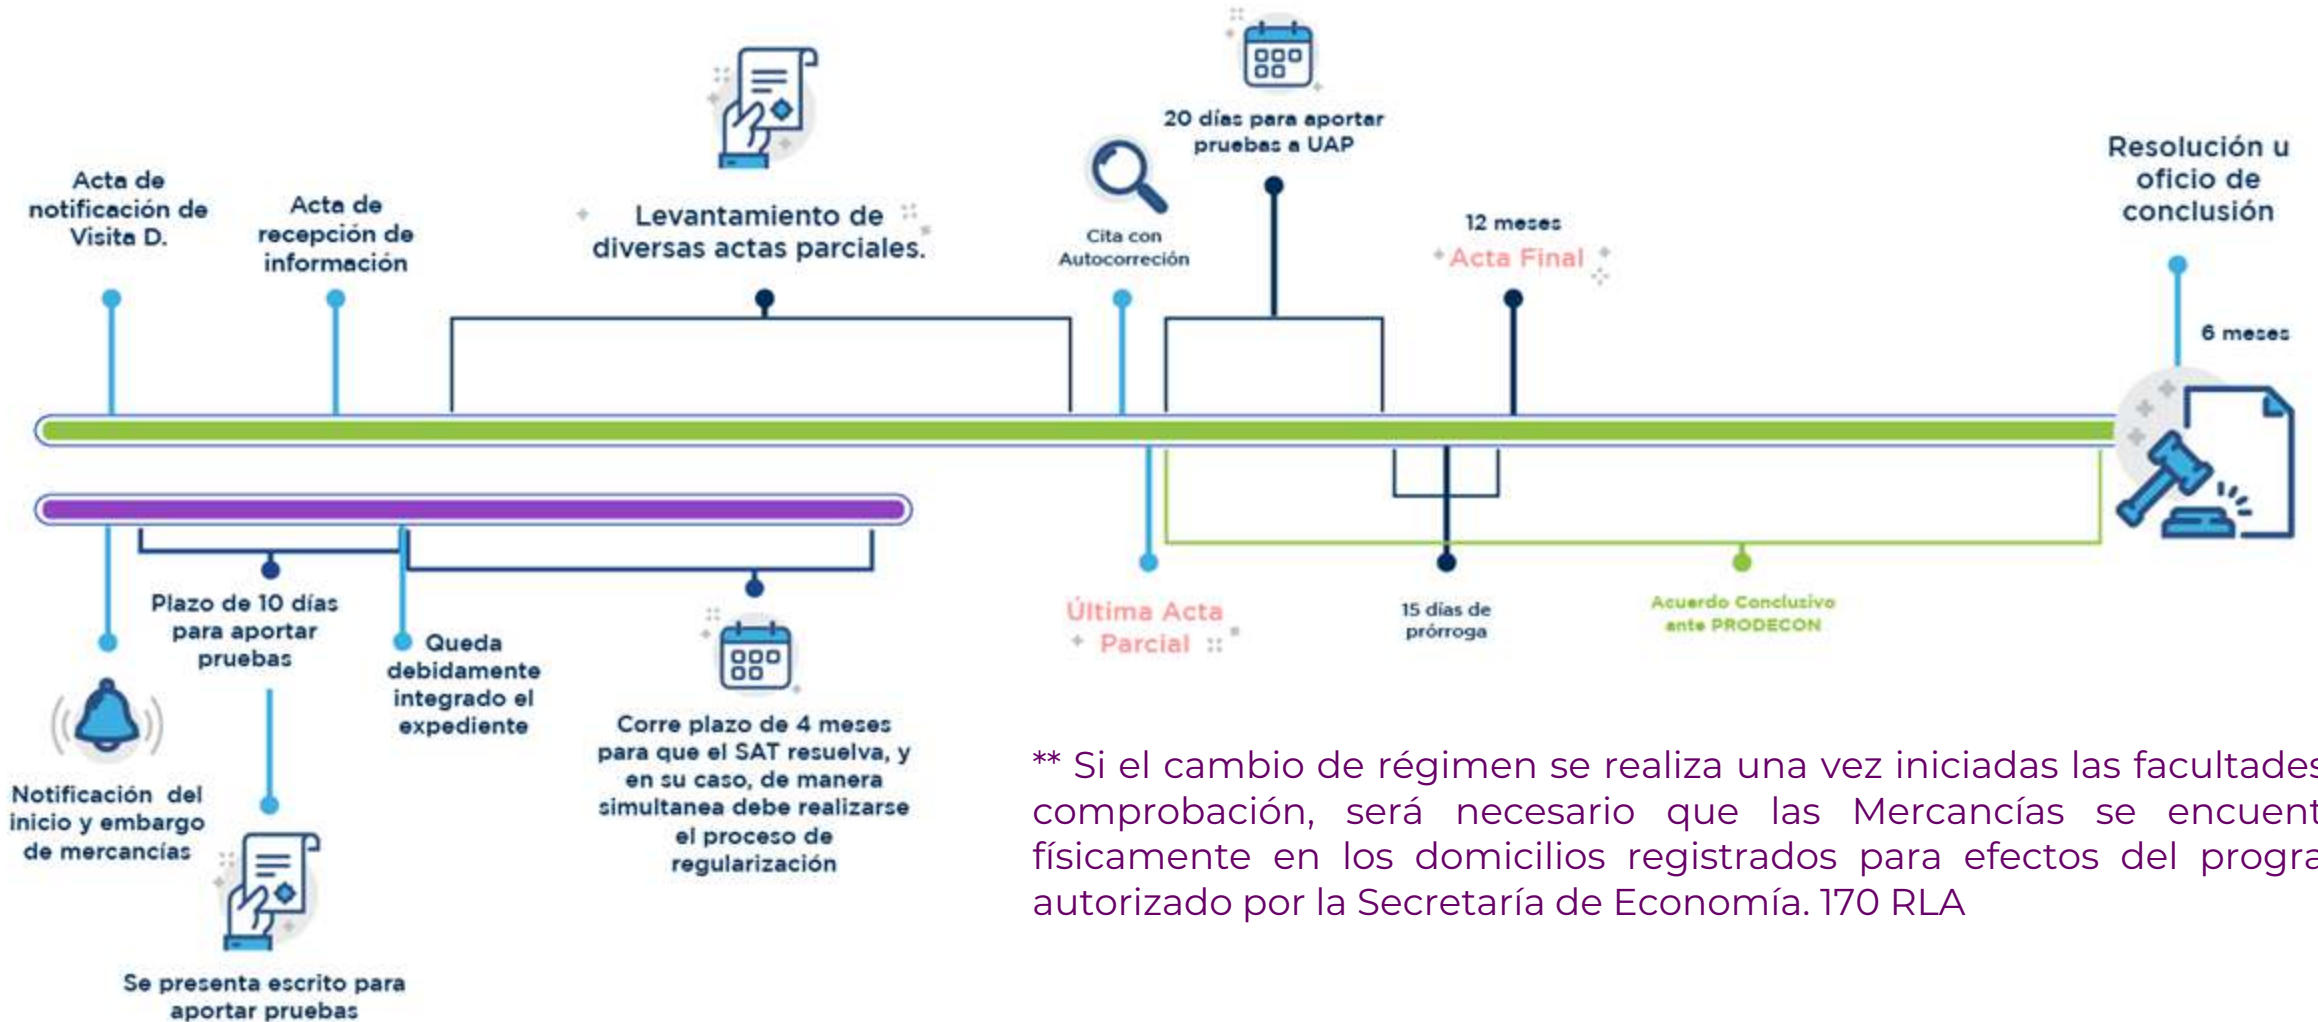 Acta de
notificación de
Visita D.
Acta de
recepción de
información
Levantamiento de
diversas actas parciales.
Cita con
Autocorreción
20 días para aportar
pruebas a UAP
12 meses
Acta Final
Resolución u
oficio de
conclusión
6 meses
Notificación del
inicio y embargo
de mercancías
Plazo de 10 días
para aportar
pruebas
Se presenta escrito para
aportar pruebas
Queda
debidamente
integrado el
expediente
Corre plazo de 4 meses
para que el SAT resuelva, y
en su caso, de manera
simultanea debe realizarse
el proceso de
regularización
Última Acta
Parcial
15 días de
prórroga
Acuerdo Conclusivo
ante PRODECON
** Si el cambio de régimen se realiza una vez iniciadas las facultades
comprobación, será necesario que las Mercancías se encuent
físicamente en los domicilios registrados para efectos del progra
autorizado por la Secretaría de Economía. 170 RLA